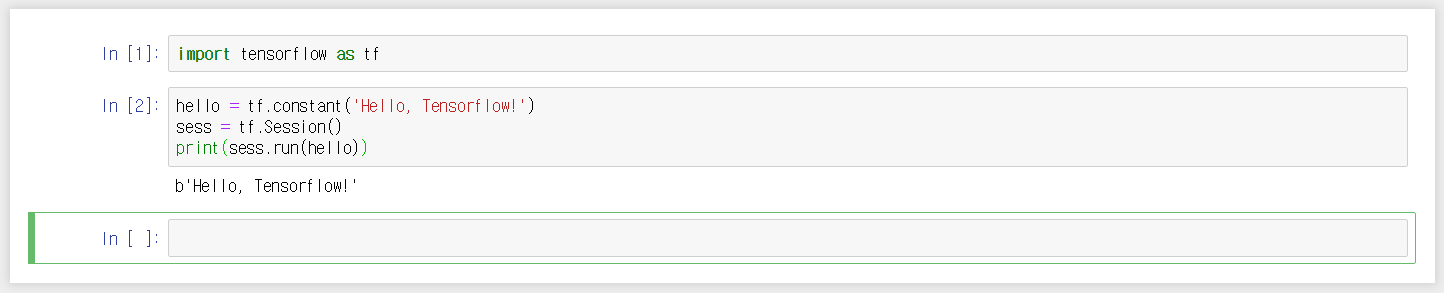 In [1]: import tensorflow as tf
In [2]: hello = tf.constant('Hello, Tensorflow!')
sess = tf.Session()
print(sess.run(hello))
b'Hello, Tensorflow!'
In [ ]: